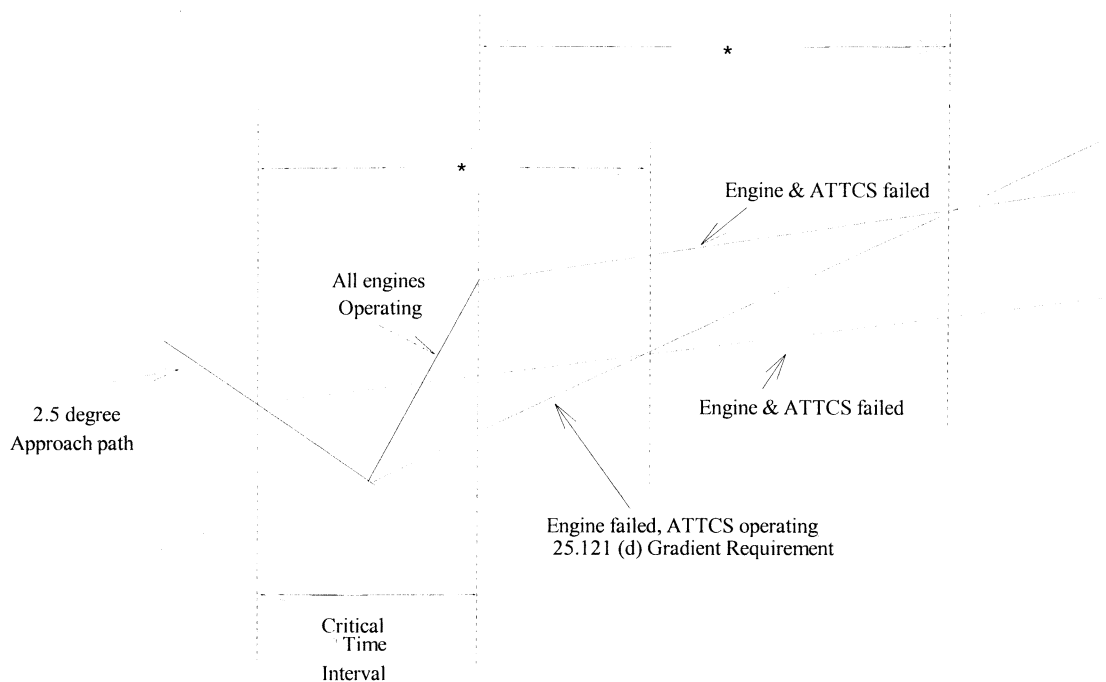 *
*
Engine & ATTCS failed
All engines
Operating
2.5 degree
Approach path
Engine & ATTCS failed
Engine failed, ATTCS operating
25.121 (d) Gradient Requirement
Critical
Time
Interval